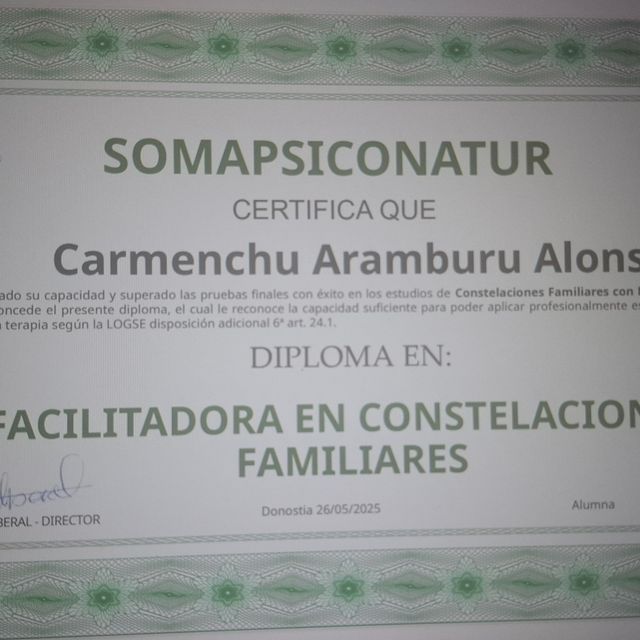 SOMAPSICONATUR
CERTIFICA QUE
Carmenchu Aramburu Alons
ado su capacidad y superado las pruebas finales con éxito en los estudios de Constelaciones Familiares con
oncede el presente diploma, el cual le reconoce la capacidad suficiente para poder aplicar profesionalmente es
terapia según la LOGSE disposición adicional 6ª art. 24.1.
DIPLOMA EN:
FACILITADORA EN CONSTELACION
FAMILIARES
BERAL - DIRECTOR
Donostia 26/05/2025
Alumna